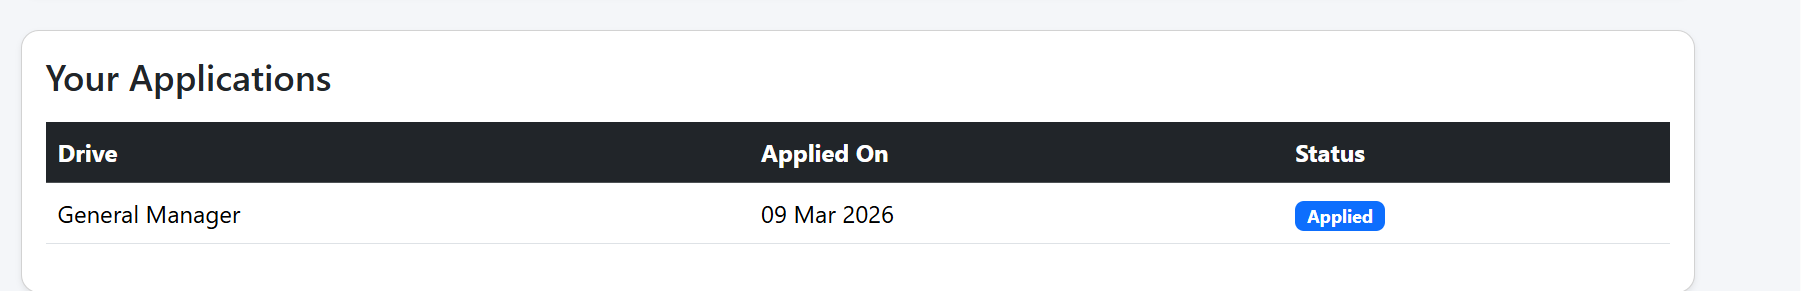 Your Applications
Drive Applied On Status
General Manager 09 Mar 2026 Applied